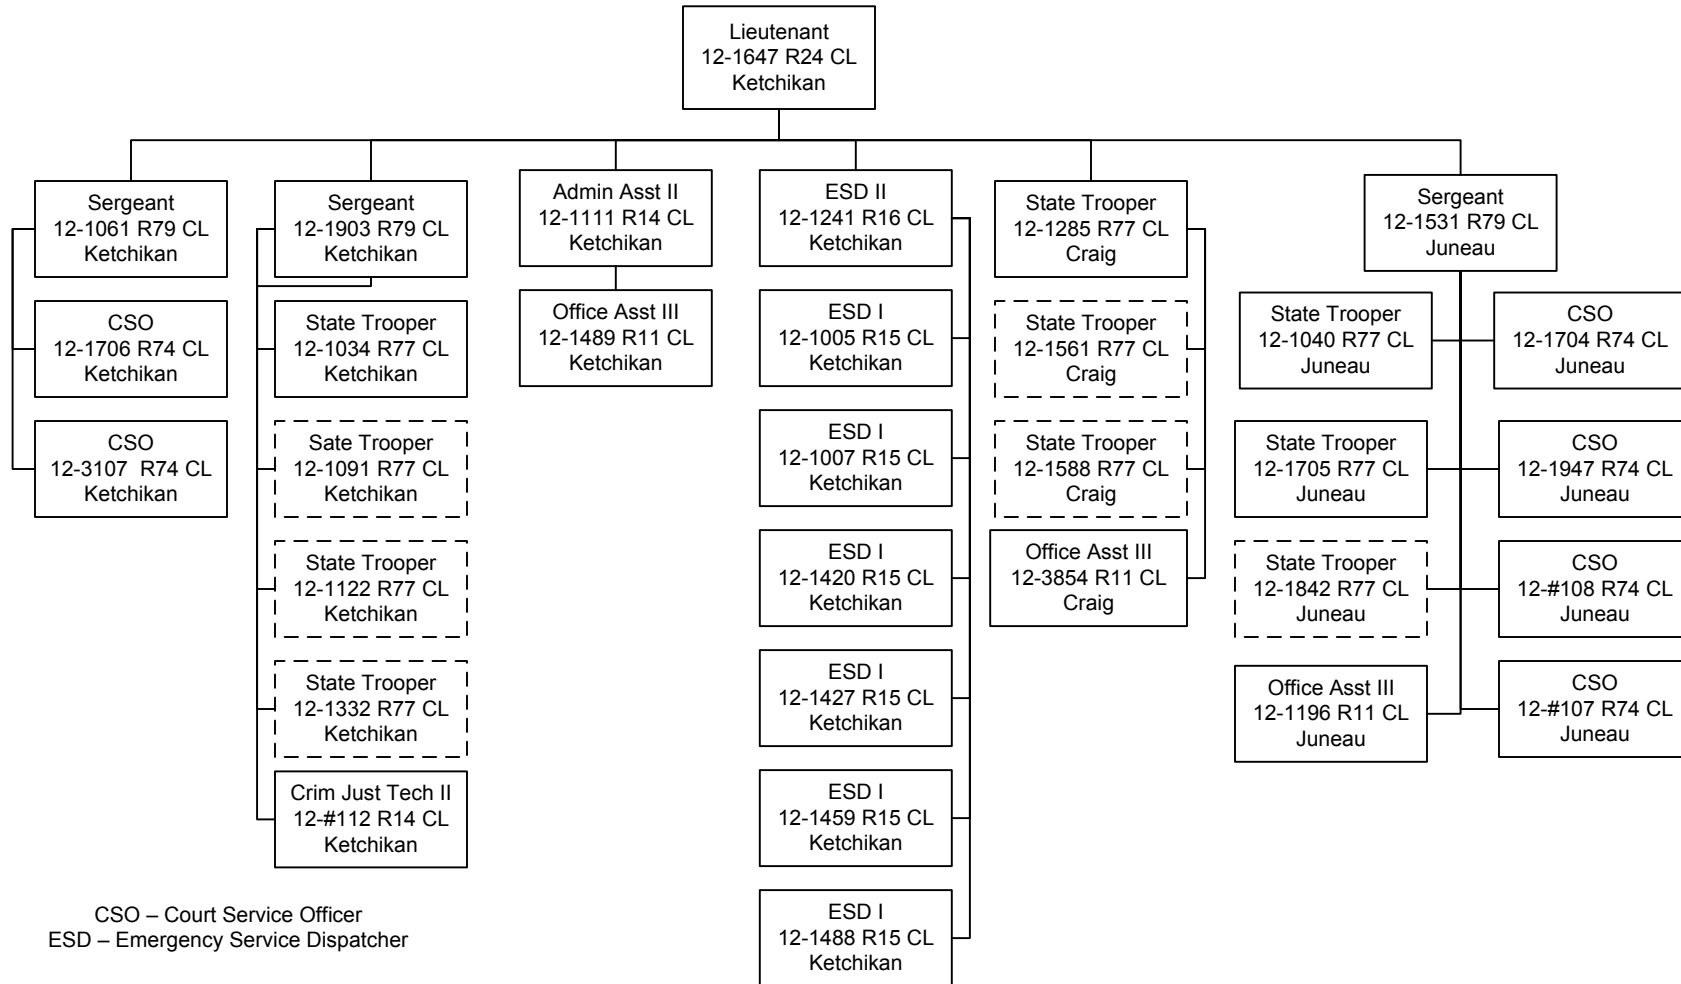 Lieutenant
12-1647 R24 CL
Ketchikan
Sergeant
12-1061 R79 CL
Ketchikan
CSO
12-1706 R74 CL
Ketchikan
CSO
12-3107  R74 CL
Ketchikan
Sergeant
12-1903 R79 CL
Ketchikan
State Trooper
12-1034 R77 CL
Ketchikan
Sate Trooper
12-1091 R77 CL
Ketchikan
State Trooper
12-1122 R77 CL
Ketchikan
State Trooper
12-1332 R77 CL
Ketchikan
Crim Just Tech II
12-#112 R14 CL
Ketchikan
Admin Asst II
12-1111 R14 CL
Ketchikan
Office Asst III
12-1489 R11 CL
Ketchikan
ESD II
12-1241 R16 CL
Ketchikan
ESD I
12-1005 R15 CL
Ketchikan
ESD I
12-1007 R15 CL
Ketchikan
ESD I
12-1420 R15 CL
Ketchikan
ESD I
12-1427 R15 CL
Ketchikan
ESD I
12-1459 R15 CL
Ketchikan
ESD I
12-1488 R15 CL
Ketchikan
State Trooper
12-1285 R77 CL
Craig
State Trooper
12-1561 R77 CL
Craig
State Trooper
12-1588 R77 CL
Craig
Office Asst III
12-3854 R11 CL
Craig
Sergeant
12-1531 R79 CL
Juneau
State Trooper
12-1040 R77 CL
Juneau
CSO
12-1704 R74 CL
Juneau
State Trooper
12-1705 R77 CL
Juneau
CSO
12-1947 R74 CL
Juneau
State Trooper
12-1842 R77 CL
Juneau
CSO
12-#108 R74 CL
Juneau
Office Asst III
12-1196 R11 CL
Juneau
CSO
12-#107 R74 CL
Juneau
CSO – Court Service Officer
ESD – Emergency Service Dispatcher